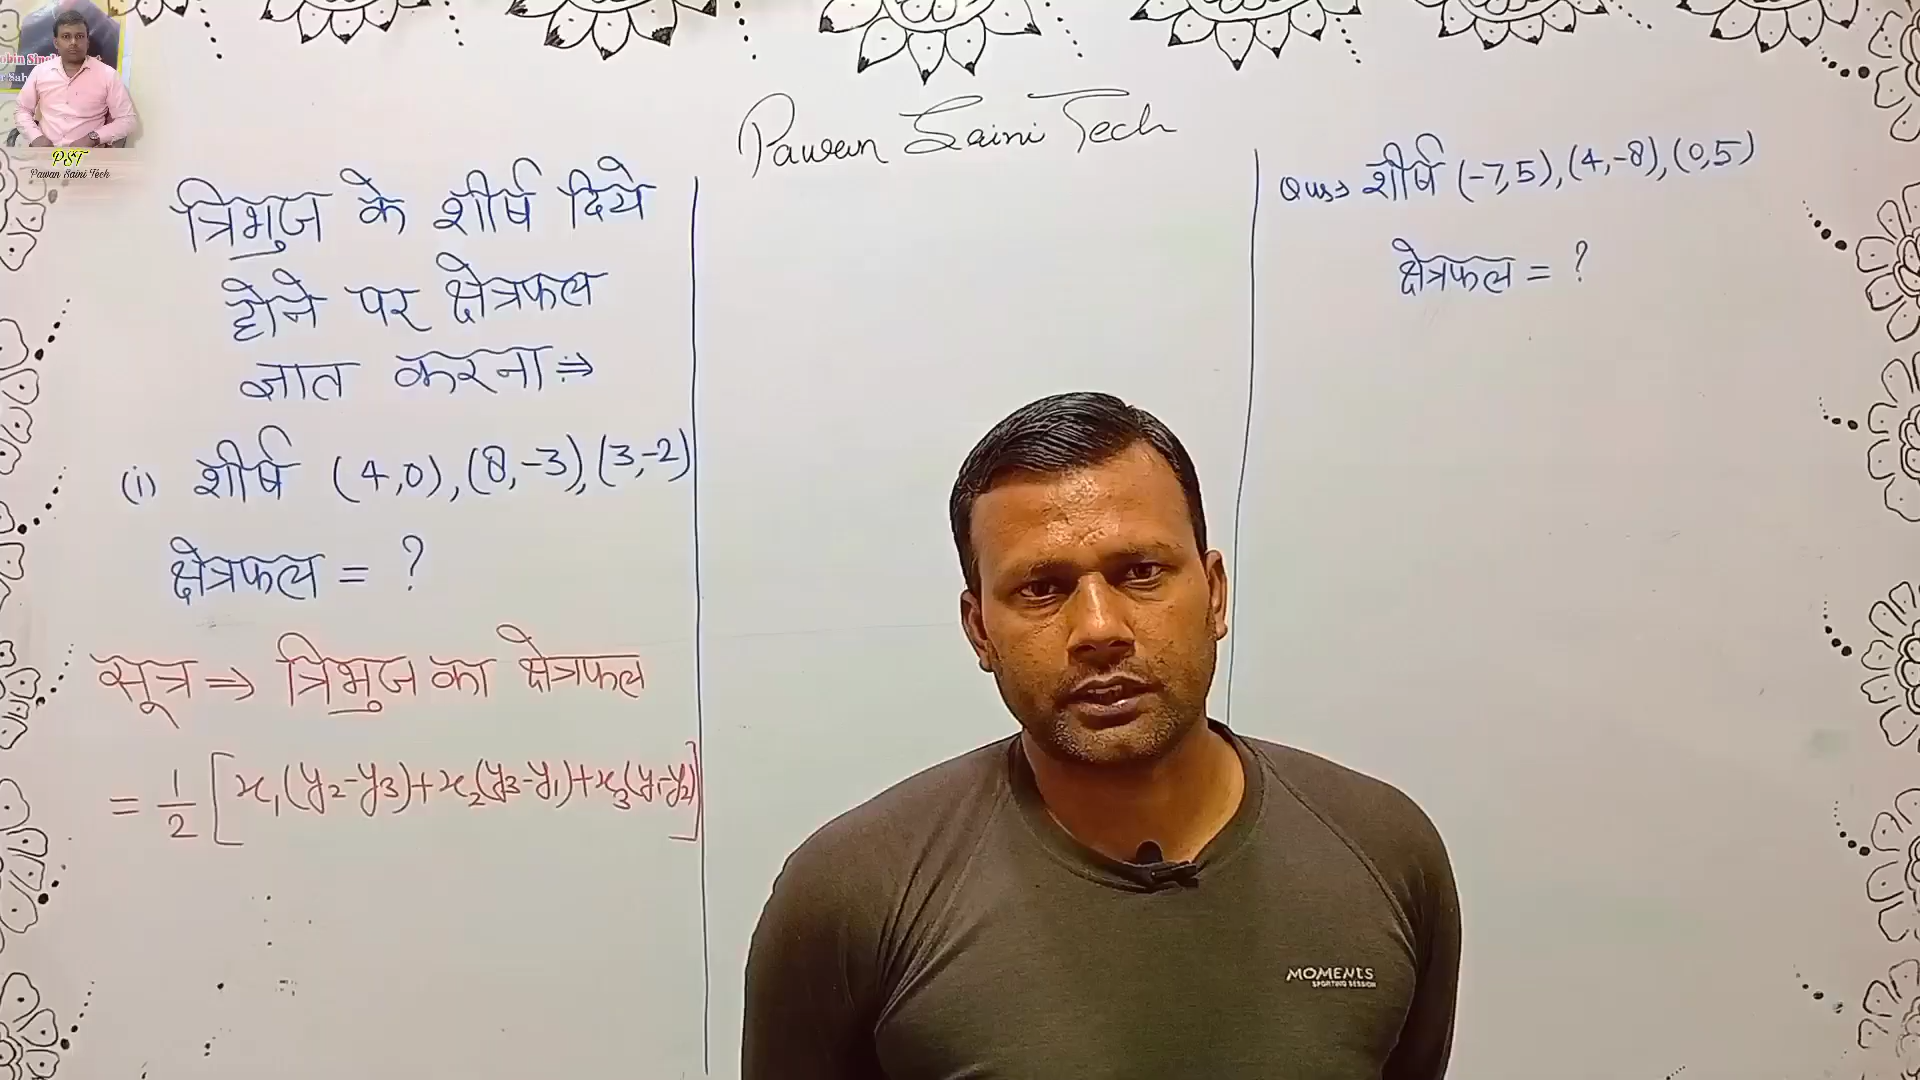 PST
Pawan Saini Tech
Pawan Saini Tech
त्रिभुज के शीर्ष दिये
होने पर क्षेत्रफल
ज्ञात करना ⇒
(i) शीर्ष (4,0), (8,-3), (3,-2)
क्षेत्रफल = ?
सूत्र ⇒ त्रिभुज का क्षेत्रफल
= 1/2 [x₁(y₂-y₃)+x₂(y₃-y₁)+x₃(y₁-y₂)]
Qus⇒ शीर्ष (-7,5), (4,-8), (0,5)
क्षेत्रफल = ?
MOMENTS
SPORTING SESSION